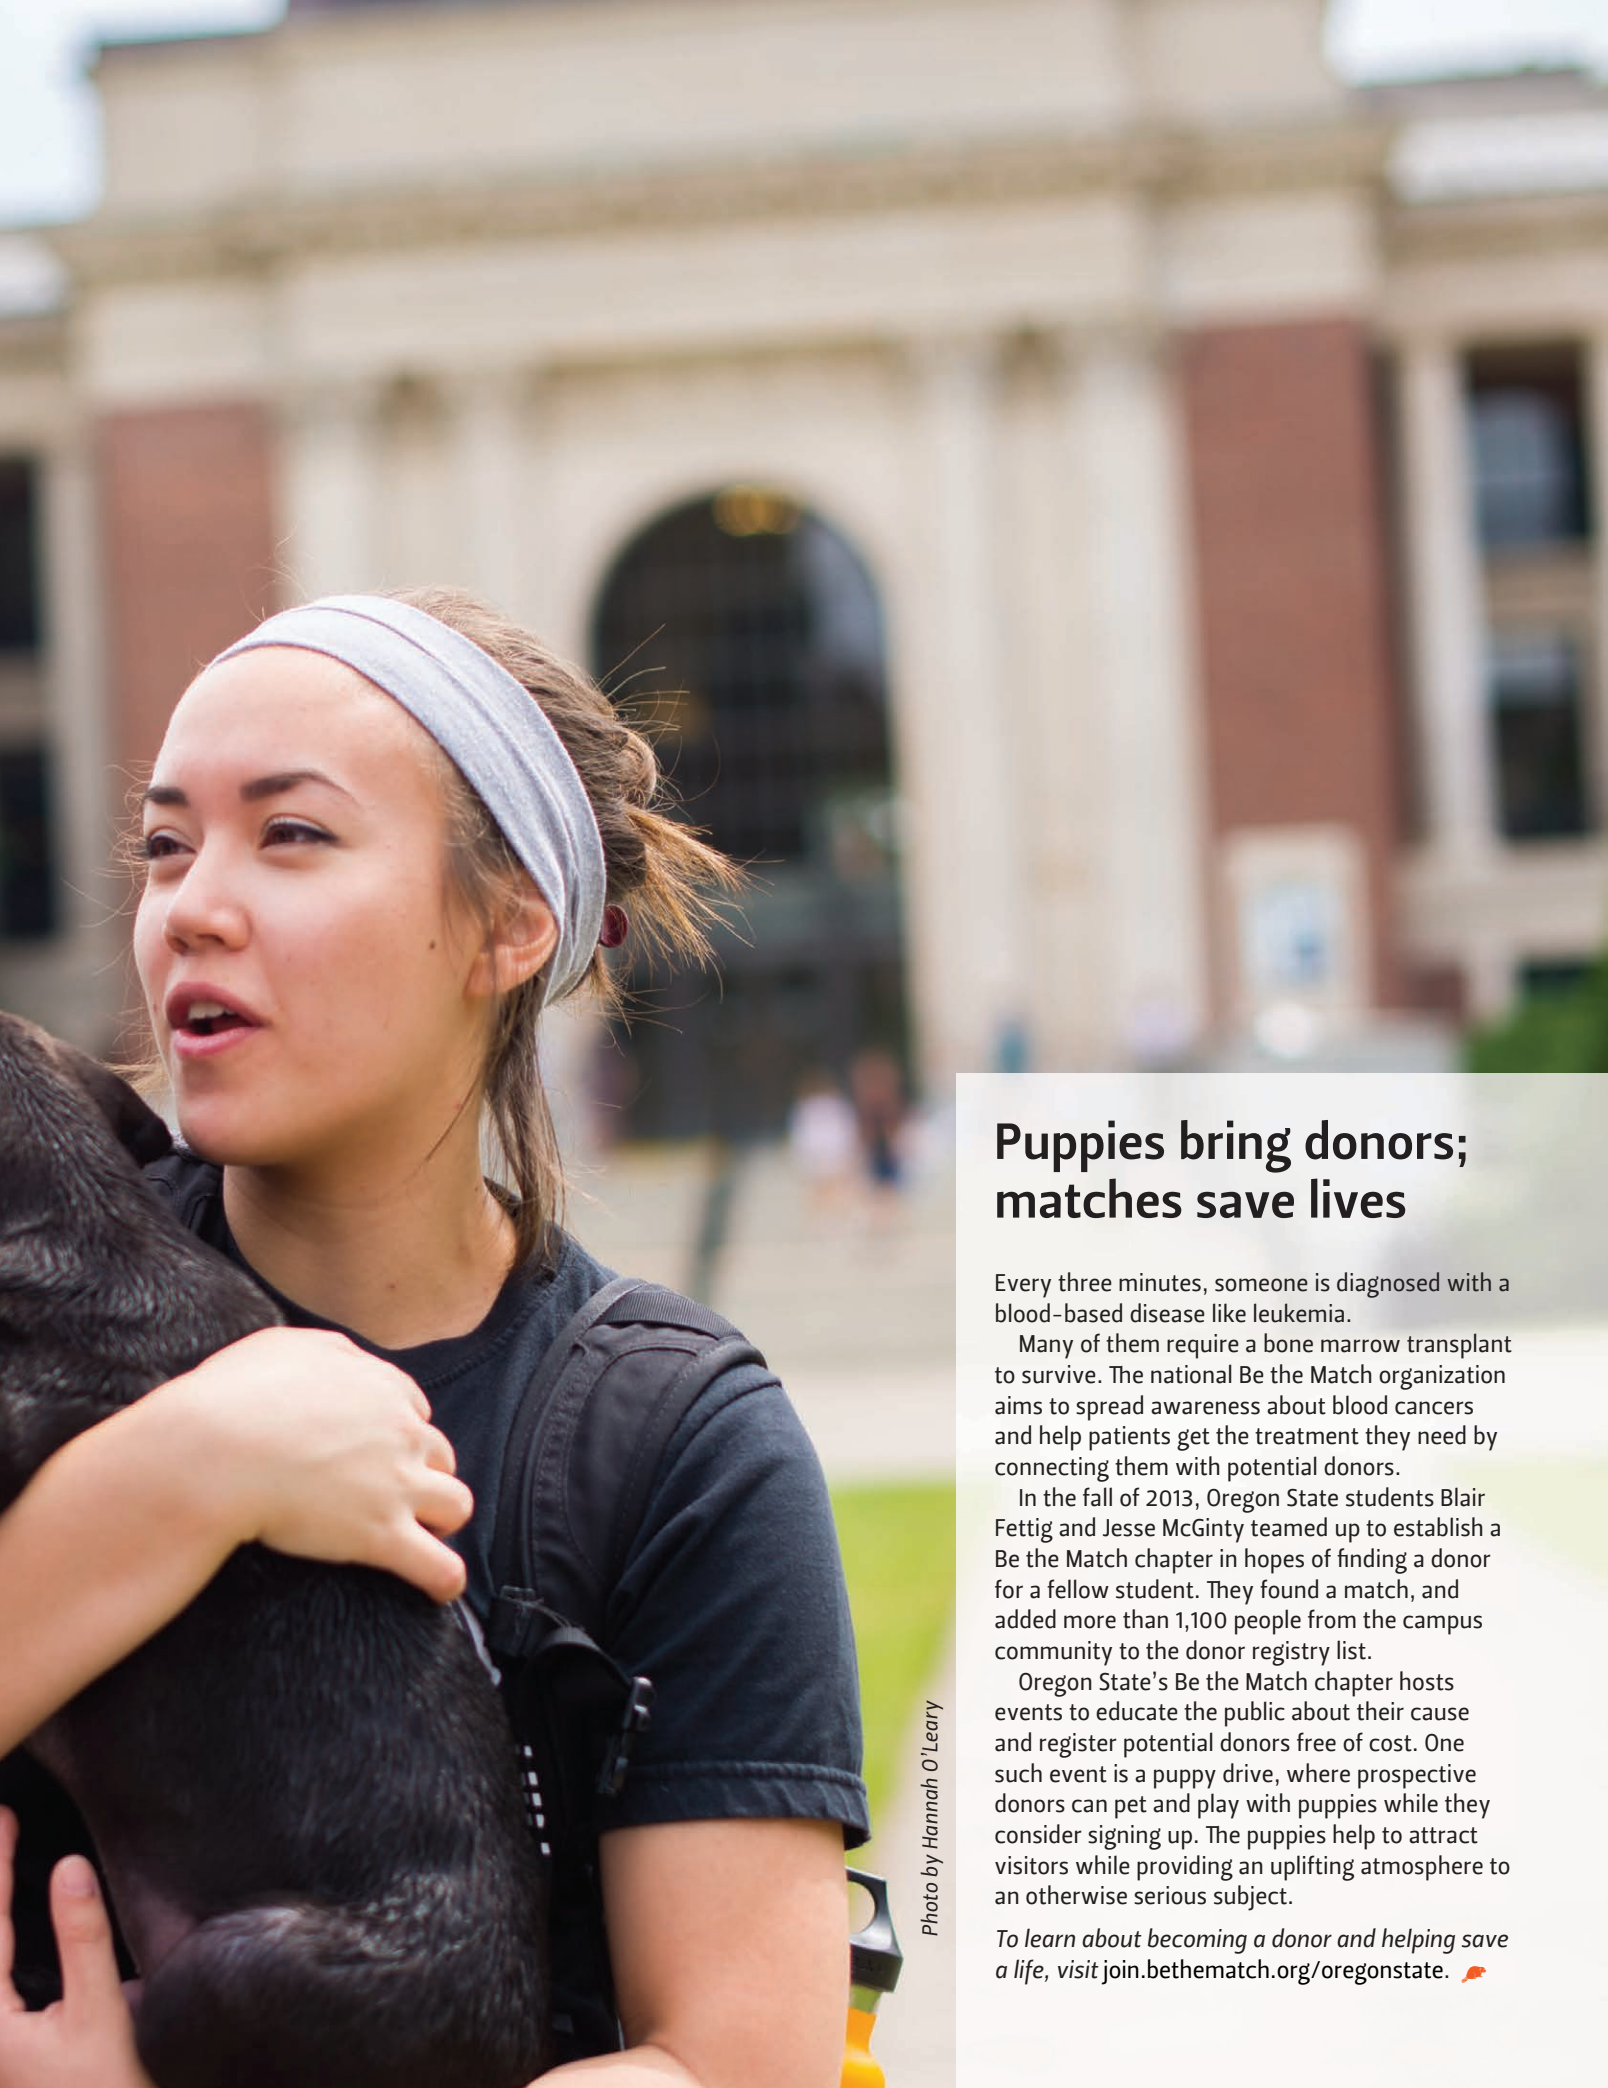 Puppies bring donors;
matches save lives
Every three minutes, someone is diagnosed with a
blood-based disease like leukemia.
Many of them require a bone marrow transplant
to survive. The national Be the Match organization
aims to spread awareness about blood cancers
and help patients get the treatment they need by
connecting them with potential donors.
In the fall of 2013, Oregon State students Blair
Fettig and Jesse McGinty teamed up to establish a
Be the Match chapter in hopes of finding a donor
for a fellow student. They found a match, and
added more than 1,100 people from the campus
community to the donor registry list.
Oregon State’s Be the Match chapter hosts
events to educate the public about their cause
and register potential donors free of cost. One
such event is a puppy drive, where prospective
donors can pet and play with puppies while they
consider signing up. The puppies help to attract
visitors while providing an uplifting atmosphere to
an otherwise serious subject.
To learn about becoming a donor and helping save
a life, visit join.bethematch.org/oregonstate.
Photo by Hannah O’Leary